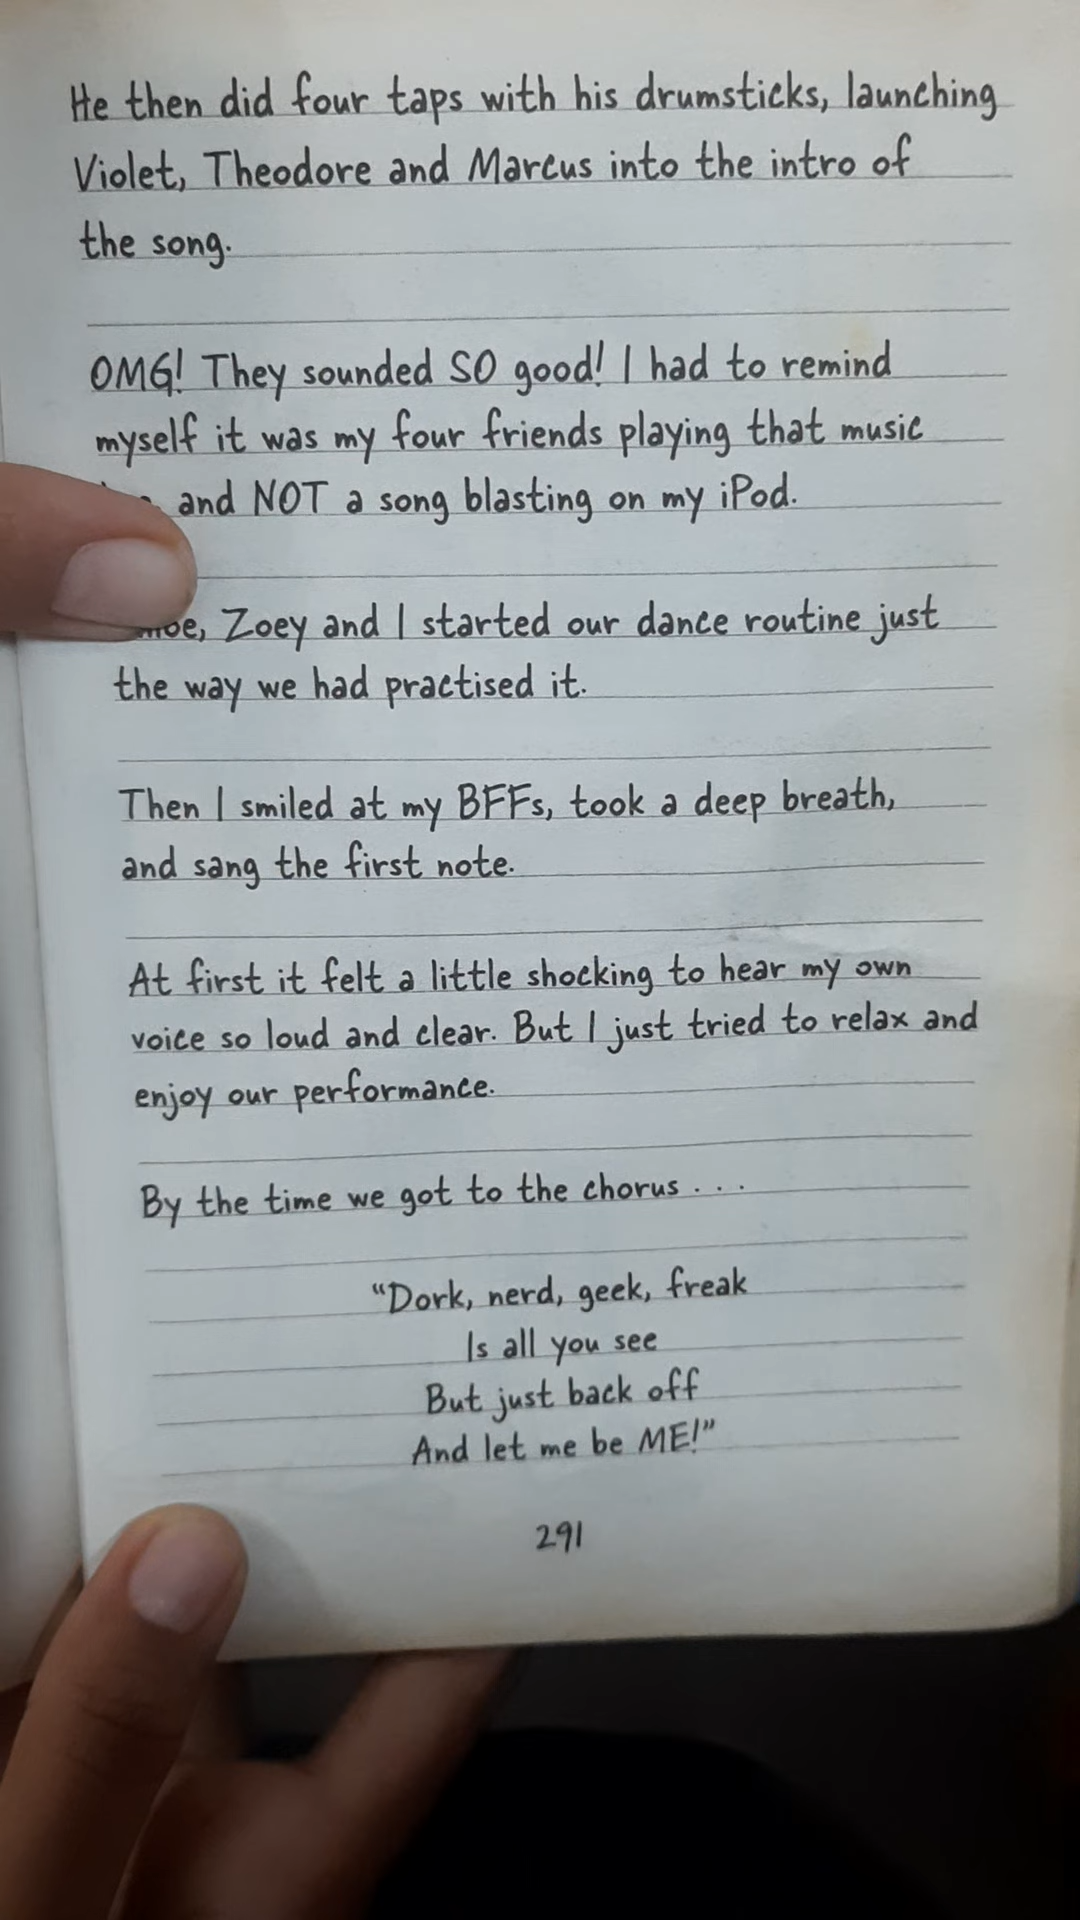 He then did four taps with his drumsticks, launching
Violet, Theodore and Marcus into the intro of
the song.
OMG! They sounded SO good! I had to remind
myself it was my four friends playing that music
and NOT a song blasting on my iPod.
Zoey and I started our dance routine just
the way we had practised it.
Then I smiled at my BFFs, took a deep breath,
and sang the first note.
At first it felt a little shocking to hear my own
voice so loud and clear. But I just tried to relax and
enjoy our performance.
By the time we got to the chorus . . .
“Dork, nerd, geek, freak
Is all you see
But just back off
And let me be ME!”
291